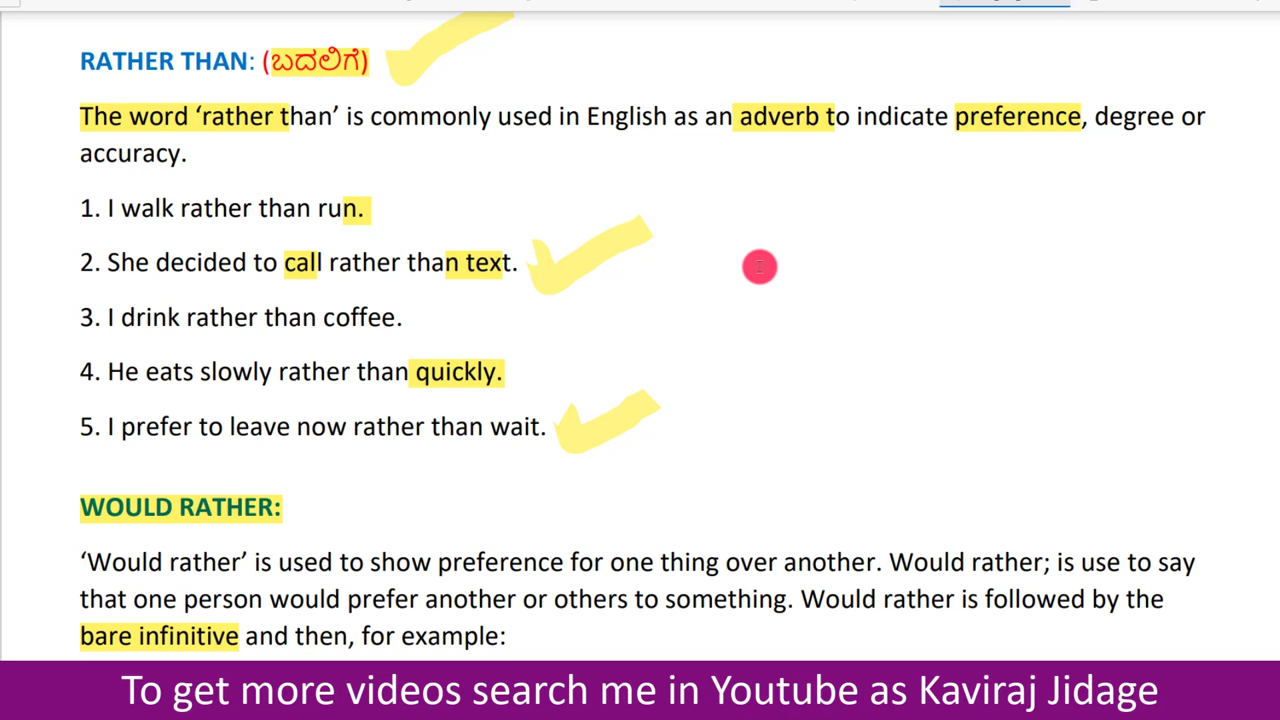 RATHER THAN: (ಬದಲಿಗೆ)
The word ‘rather than’ is commonly used in English as an adverb to indicate preference, degree or
accuracy.
1. I walk rather than run.
2. She decided to call rather than text.
3. I drink rather than coffee.
4. He eats slowly rather than quickly.
5. I prefer to leave now rather than wait.
WOULD RATHER:
‘Would rather’ is used to show preference for one thing over another. Would rather; is use to say
that one person would prefer another or others to something. Would rather is followed by the
bare infinitive and then, for example:
To get more videos search me in Youtube as Kaviraj Jidage